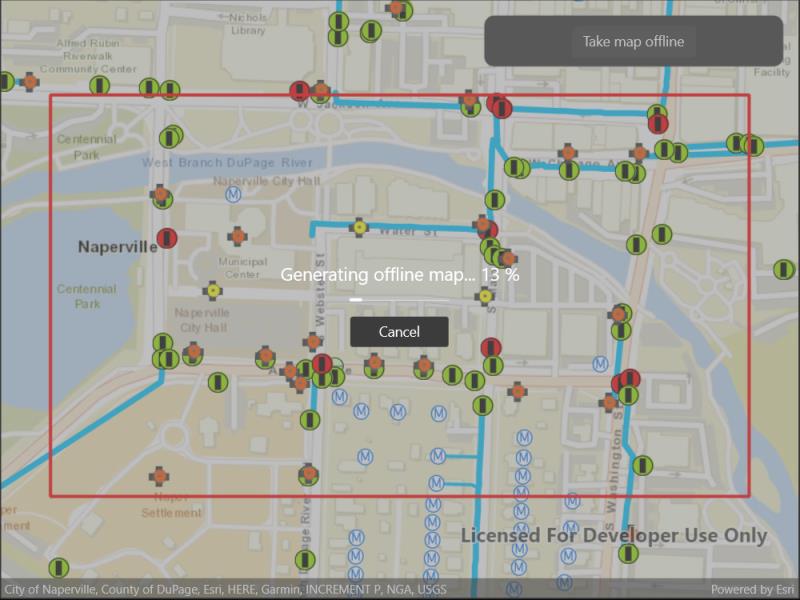 Nichols
Library
Take map offline
Alfred Rubin
Riverwalk
Community Center
Facility
W Jackson Ave
Centennial
Park
West Branch DuPage River
Naperville City Hall
M
Water St
Naperville
Municipal
Center
Generating offline map... 13 %
Centennial
Park
Webster St
Naperville
City Hall
Cancel
M
M
M
M
M
M
M
M
M
M
M
M
M
S Washington St
Naper
Settlement
Licensed For Developer Use Only
City of Naperville, County of DuPage, Esri, HERE, Garmin, INCREMENT P, NGA, USGS
Powered by Esri